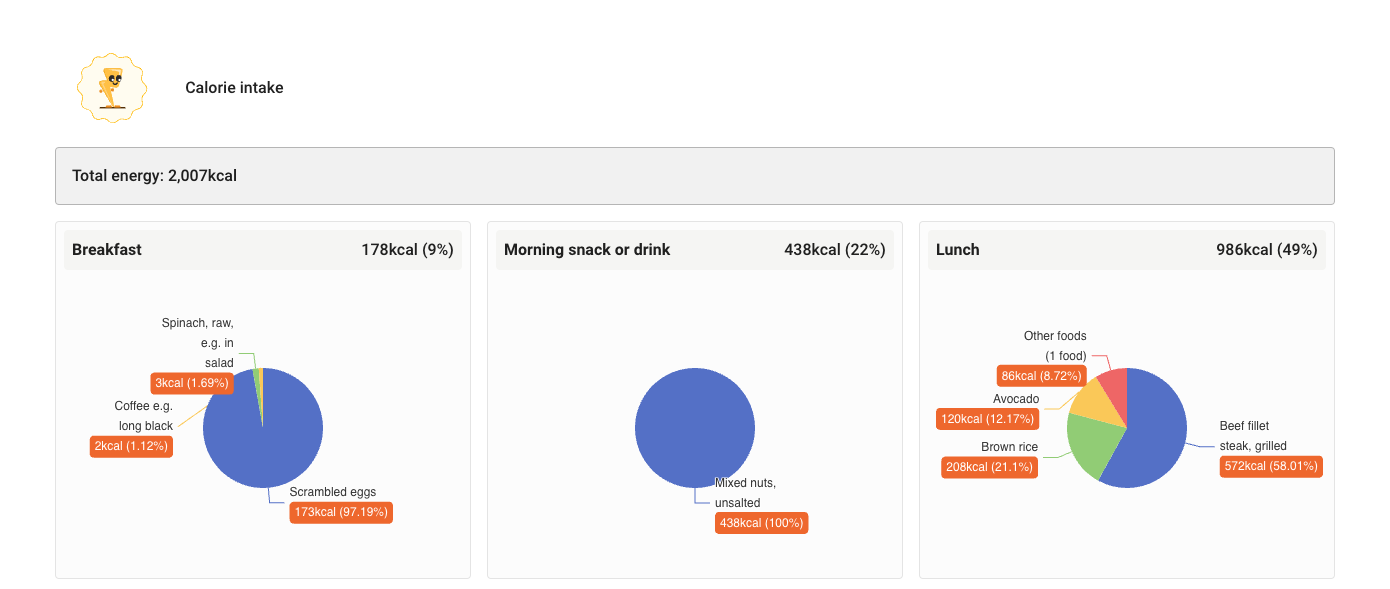 Calorie intake
Total energy: 2,007kcal
Breakfast 178kcal (9%)
Spinach, raw,
e.g. in
salad
3kcal (1.69%)
Coffee e.g.
long black
2kcal (1.12%)
Scrambled eggs
173kcal (97.19%)
Morning snack or drink 438kcal (22%)
Mixed nuts,
unsalted
438kcal (100%)
Lunch 986kcal (49%)
Other foods
(1 food)
86kcal (8.72%)
Avocado
120kcal (12.17%)
Brown rice
208kcal (21.1%)
Beef fillet
steak, grilled
572kcal (58.01%)